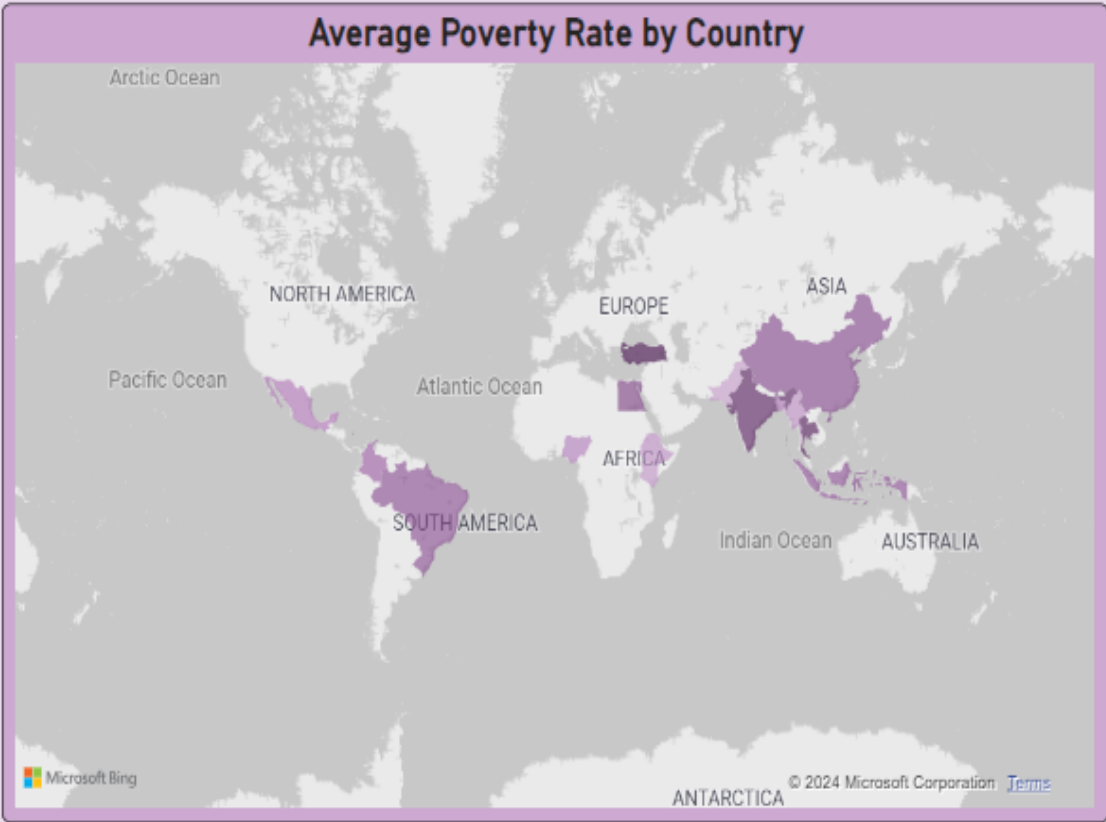 Average Poverty Rate by Country
Arctic Ocean
NORTH AMERICA
ASIA
EUROPE
Pacific Ocean
Atlantic Ocean
AFRICA
SOUTH AMERICA
Indian Ocean
AUSTRALIA
Microsoft Bing
© 2024 Microsoft Corporation Terms
ANTARCTICA